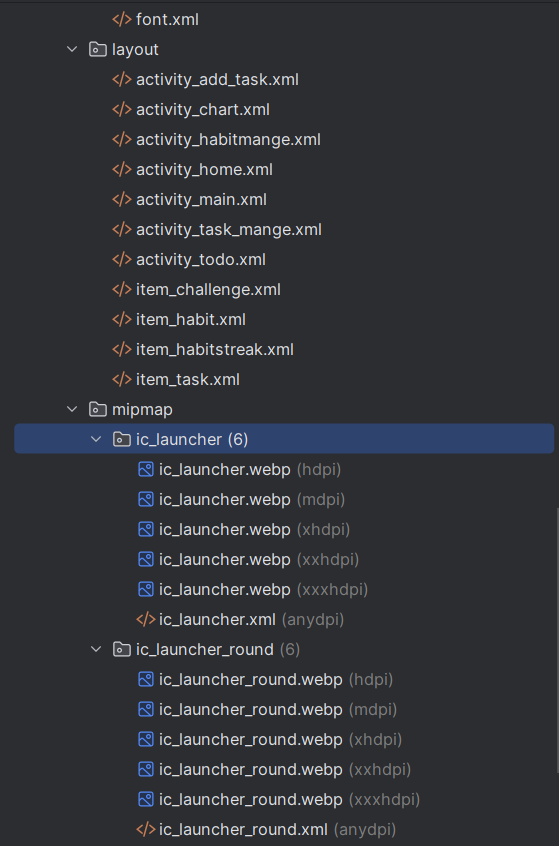 font.xml
layout
activity_add_task.xml
activity_chart.xml
activity_habitmange.xml
activity_home.xml
activity_main.xml
activity_task_mange.xml
activity_todo.xml
item_challenge.xml
item_habit.xml
item_habitstreak.xml
item_task.xml
mipmap
ic_launcher (6)
ic_launcher.webp (hdpi)
ic_launcher.webp (mdpi)
ic_launcher.webp (xhdpi)
ic_launcher.webp (xxhdpi)
ic_launcher.webp (xxxhdpi)
ic_launcher.xml (anydpi)
ic_launcher_round (6)
ic_launcher_round.webp (hdpi)
ic_launcher_round.webp (mdpi)
ic_launcher_round.webp (xhdpi)
ic_launcher_round.webp (xxhdpi)
ic_launcher_round.webp (xxxhdpi)
ic_launcher_round.xml (anydpi)